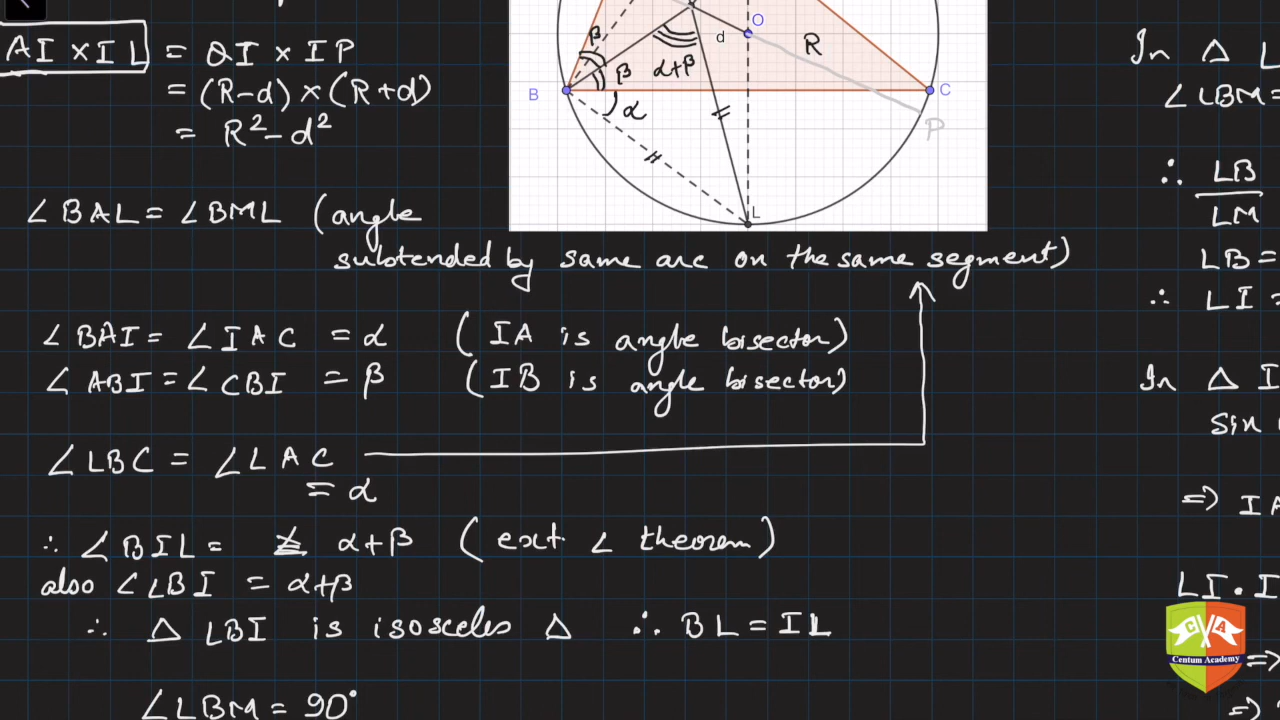 AI × IL = QI × IP
= (R-d) × (R+d)
= R² - d²
∠BAL = ∠BML (angle
subtended by same arc on the same segment)
∠BAI = ∠IAC = α (IA is angle bisector)
∠ABI = ∠CBI = β (IB is angle bisector)
∠LBC = ∠LAC
= α
∴ ∠BIL = α+β (ext ∠ theorem)
also ∠LBI = α+β
∴ Δ LBI is isosceles Δ ∴ BL = IL
∠LBM = 90°
O
d
R
β
β
α+β
B
C
α
P
L
In Δ L
∠LBM =
∴ LB
LM
LB =
∴ LI =
In Δ I
Sin
⇒ IA
LI . I
⇒
⇒
C A
Centum Academy